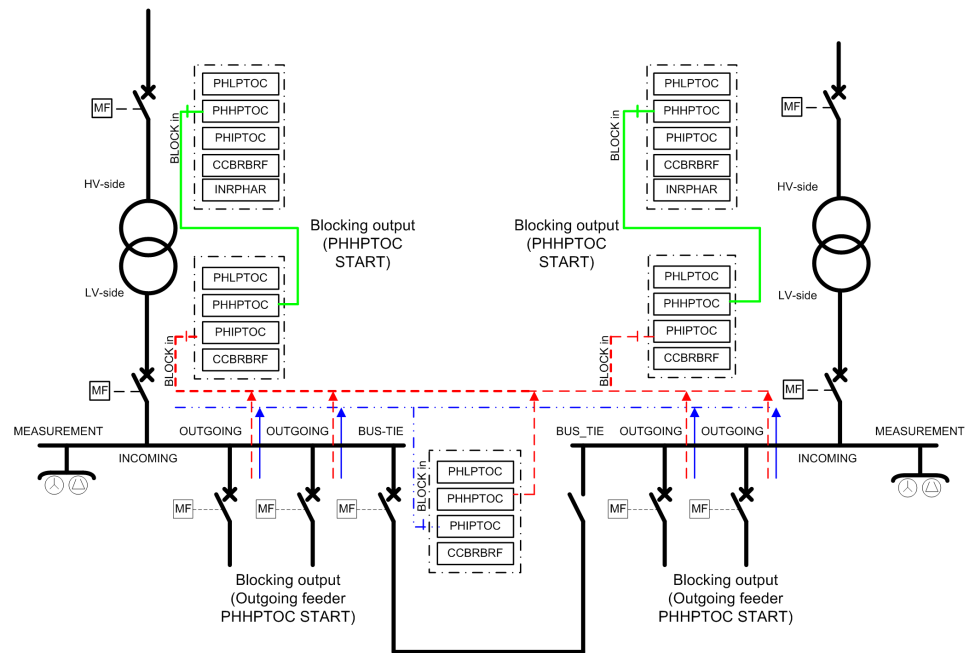 PHLPTOC
PHHPTOC
PHIPTOC
CCBRBRF
INRPHAR
BLOCK in
MF
HV-side
LV-side
Blocking output
(PHHPTOC
START)
PHLPTOC
PHHPTOC
PHIPTOC
CCBRBRF
BLOCK in
MF
PHLPTOC
PHHPTOC
PHIPTOC
CCBRBRF
INRPHAR
BLOCK in
MF
HV-side
LV-side
Blocking output
(PHHPTOC
START)
PHLPTOC
PHHPTOC
PHIPTOC
CCBRBRF
BLOCK in
MF
MEASUREMENT
OUTGOING
OUTGOING
BUS-TIE
INCOMING
BUS_TIE
OUTGOING
OUTGOING
MEASUREMENT
INCOMING
PHLPTOC
PHHPTOC
PHIPTOC
CCBRBRF
BLOCK in
MF
MF
MF
MF
MF
Blocking output
(Outgoing feeder
PHHPTOC START)
Blocking output
(Outgoing feeder
PHHPTOC START)